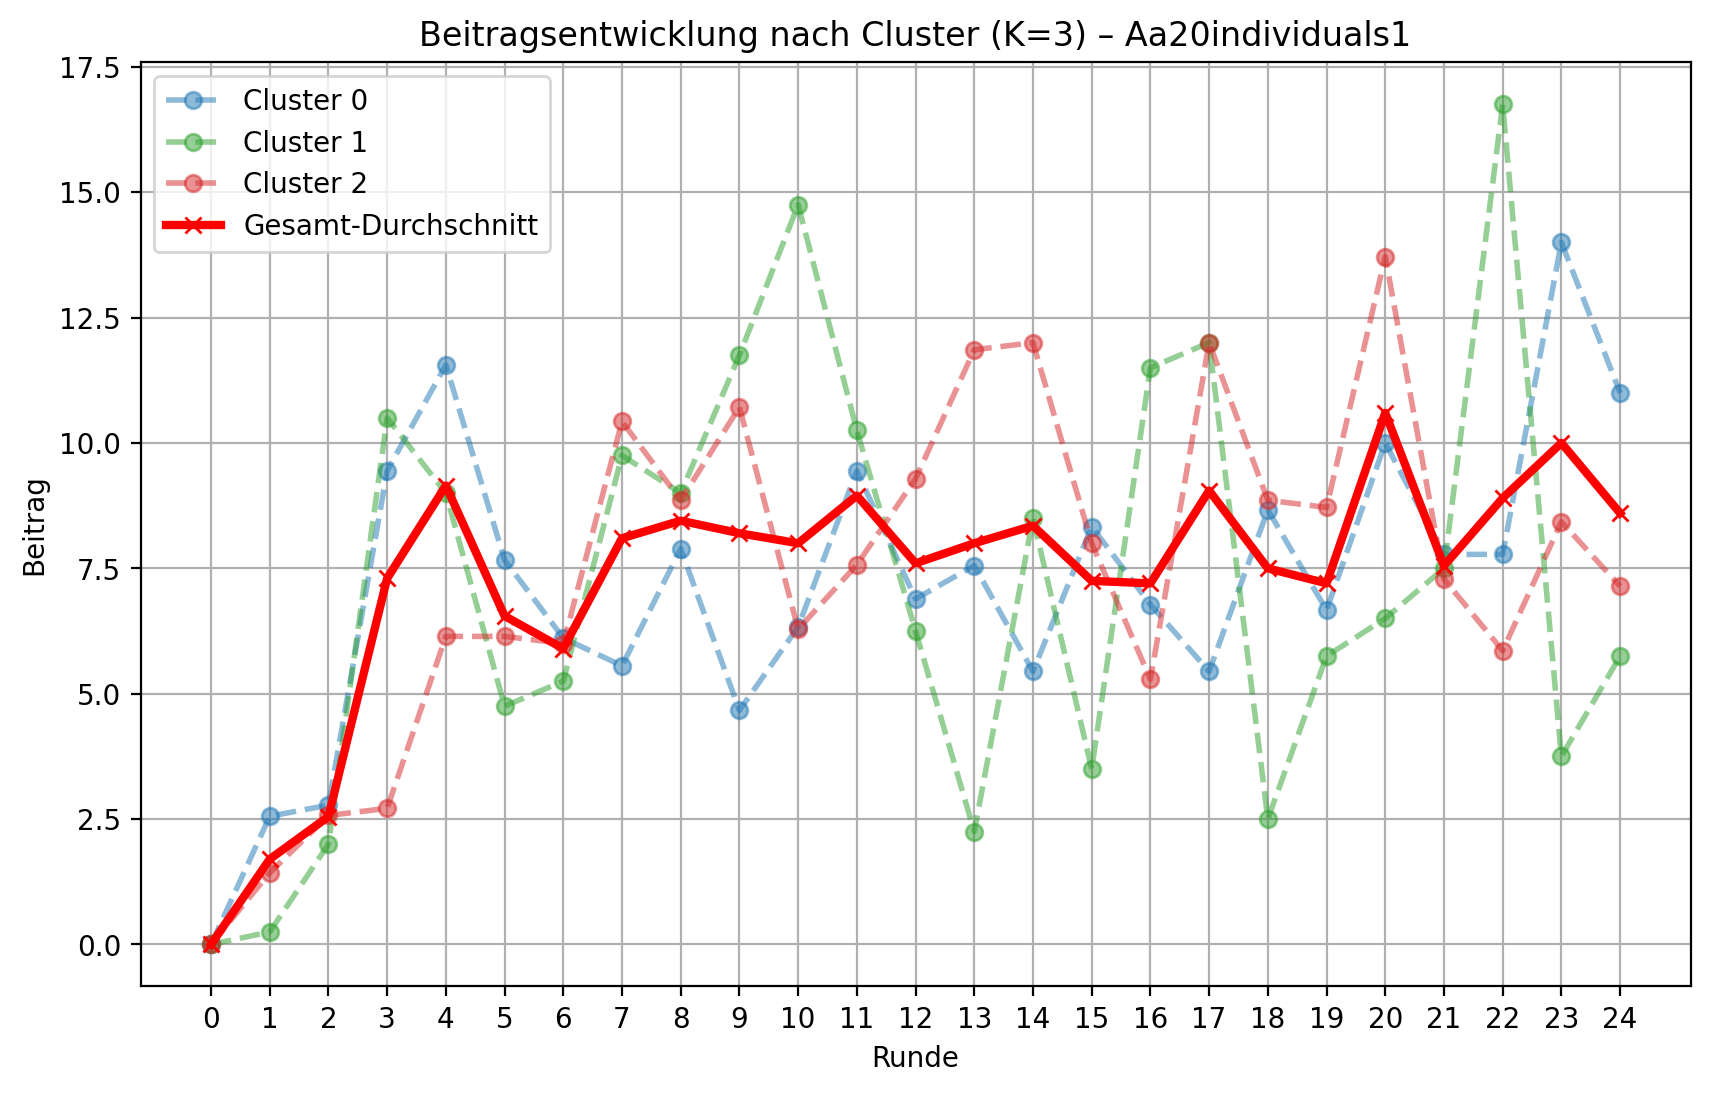 Beitragsentwicklung nach Cluster (K=3) – Aa20individuals1
17.5
15.0
12.5
10.0
7.5
5.0
2.5
0.0
Beitrag
Cluster 0
Cluster 1
Cluster 2
Gesamt-Durchschnitt
0 1 2 3 4 5 6 7 8 9 10 11 12 13 14 15 16 17 18 19 20 21 22 23 24
Runde